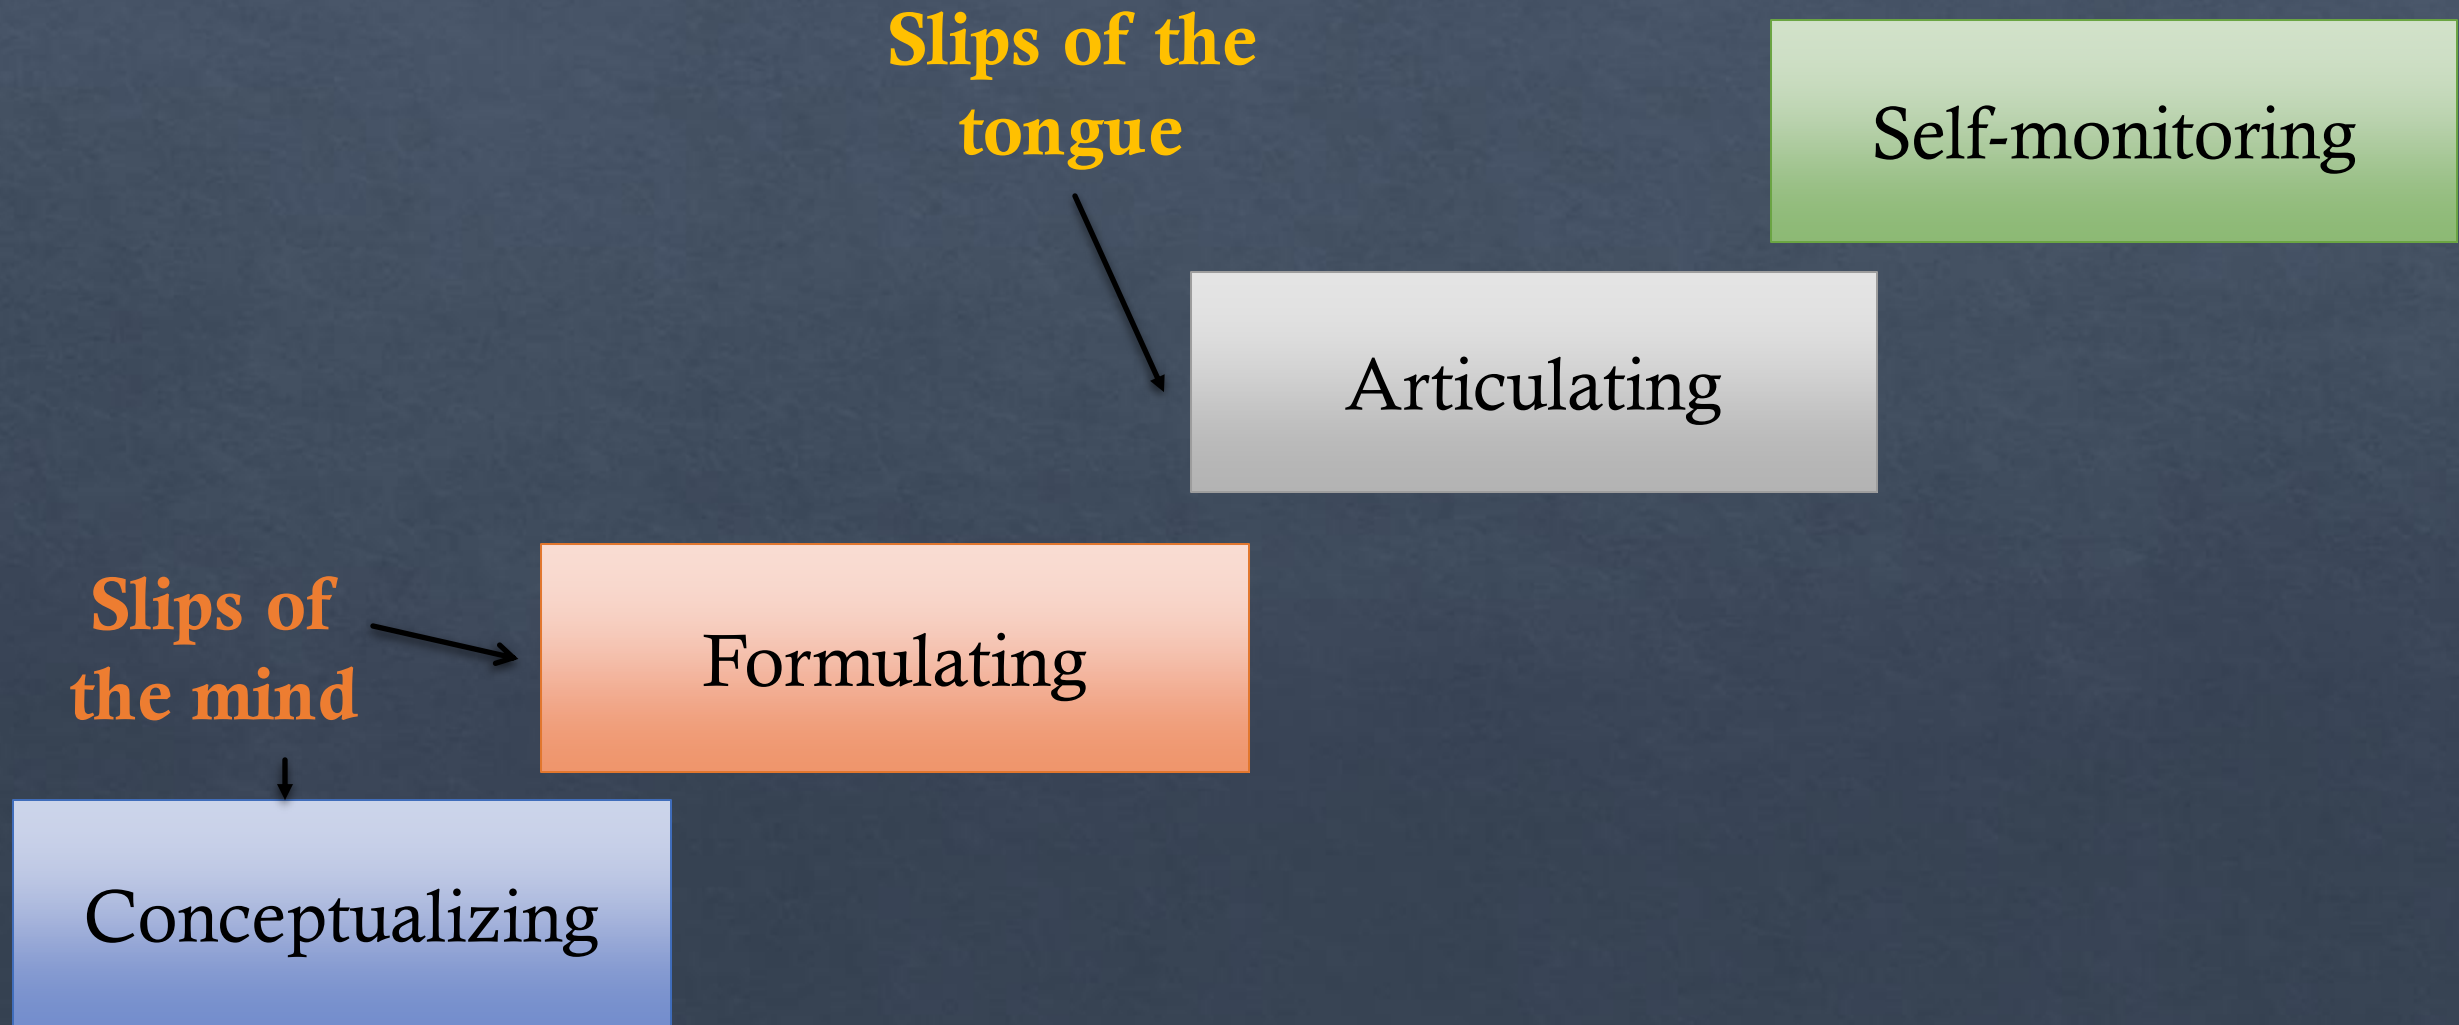 Slips of the
tongue
Self-monitoring
Articulating
Slips of
the mind
Formulating
Conceptualizing